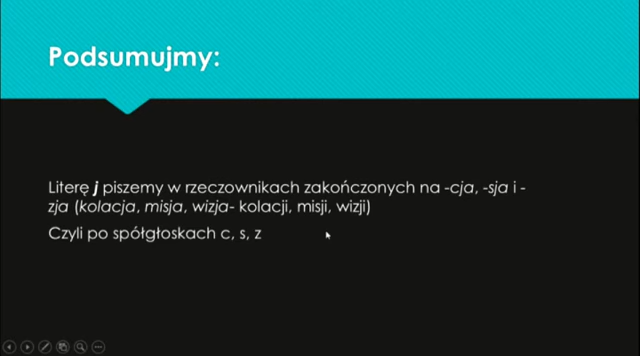 Podsumujmy:
Literę j piszemy w rzeczownikach zakończonych na -cja, -sja i -
zja (kolacja, misja, wizja- kolacji, misji, wizji)
Czyli po spółgłoskach c, s, z